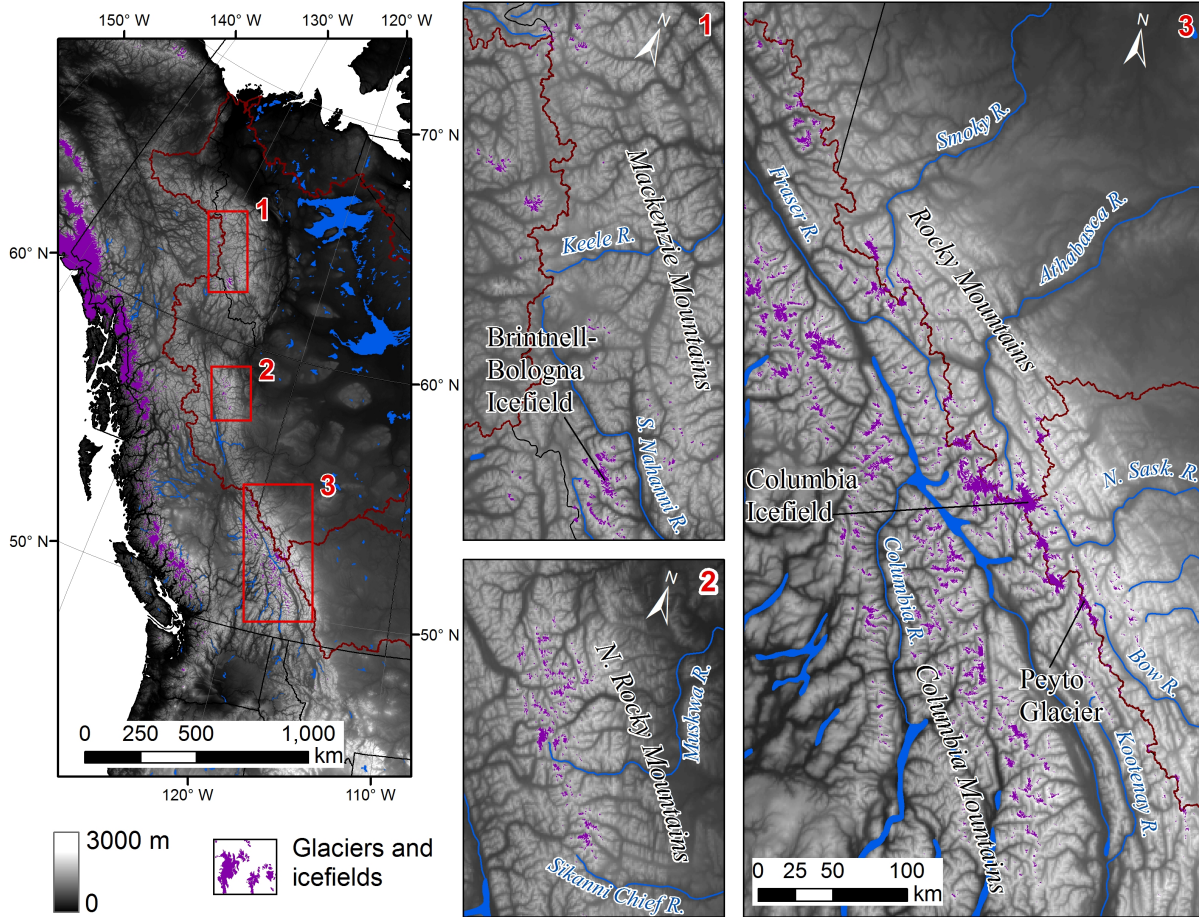 150° W
140° W
130° W
120° W
70° N
60° N
60° N
50° N
50° N
120° W
110° W
1
2
3
0 250 500 1,000
km
3000 m
0
Glaciers and
icefields
1
N
Mackenzie Mountains
Keele R.
Brintnell-
Bologna
Icefield
S. Nahanni R.
2
N
N. Rocky Mountains
Muskwa R.
Sikanni Chief R.
3
N
Smoky R.
Fraser R.
Athabasca R.
Rocky Mountains
N. Sask. R.
Columbia
Icefield
Columbia R.
Columbia Mountains
Peyto
Glacier
Bow R.
Kootenay R.
0 25 50 100
km